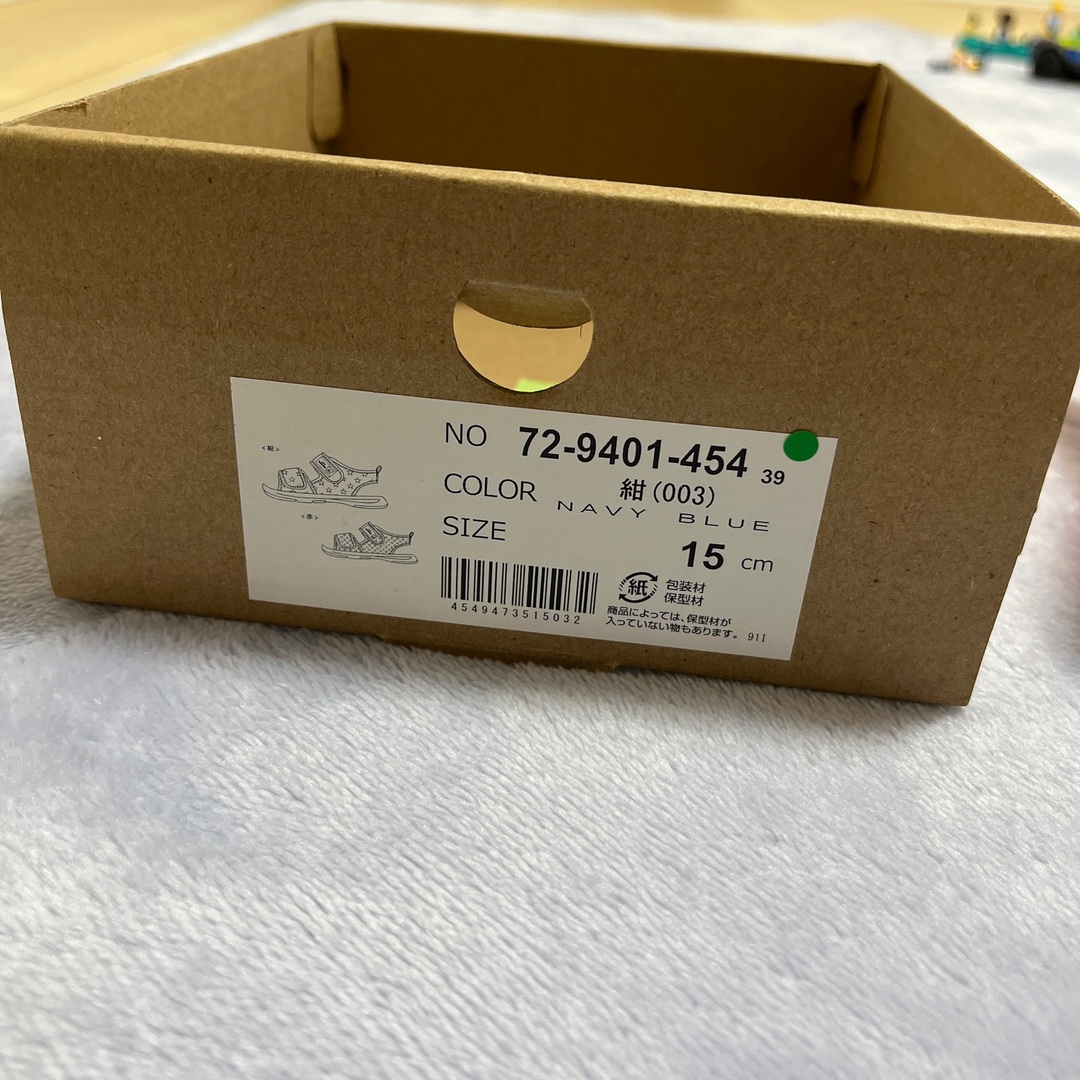 NO 72-9401-454 39
COLOR 紺(003)
NAVY BLUE
SIZE 15 cm
<紺>
<赤>
4549473515032
紙 包装材
保型材
商品によっては、保型材が
入っていない物もあります。 911